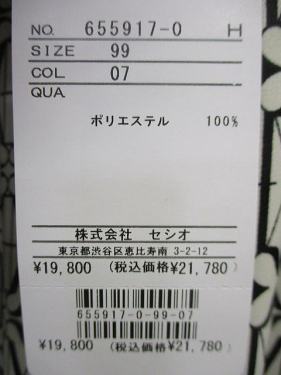 NO. 655917-0 H
SIZE 99
COL 07
QUA
ポリエステル 100%
株式会社 セシオ
東京都渋谷区恵比寿南 3-2-12
¥19,800 (税込価格¥21,780)
655917-0-99-07
¥19,800 (税込価格¥21,780)